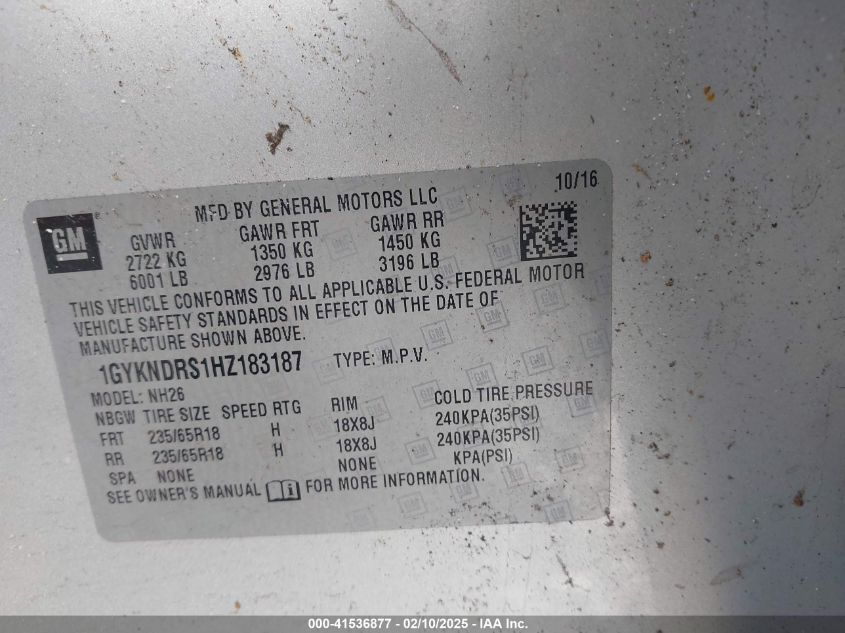 10/16
MFD BY GENERAL MOTORS LLC
GM
GVWR GAWR FRT GAWR RR
2722 KG 1350 KG 1450 KG
6001 LB 2976 LB 3196 LB
THIS VEHICLE CONFORMS TO ALL APPLICABLE U.S. FEDERAL MOTOR
VEHICLE SAFETY STANDARDS IN EFFECT ON THE DATE OF
MANUFACTURE SHOWN ABOVE.
1GYKNDRS1HZ183187 TYPE: M.P.V.
MODEL: NH26
NBGW TIRE SIZE SPEED RTG RIM COLD TIRE PRESSURE
FRT 235/65R18 H 18X8J 240KPA(35PSI)
RR 235/65R18 H 18X8J 240KPA(35PSI)
SPA NONE NONE KPA(PSI)
SEE OWNER'S MANUAL FOR MORE INFORMATION.
000-41536877 — 02/10/2025 — IAA, Inc.